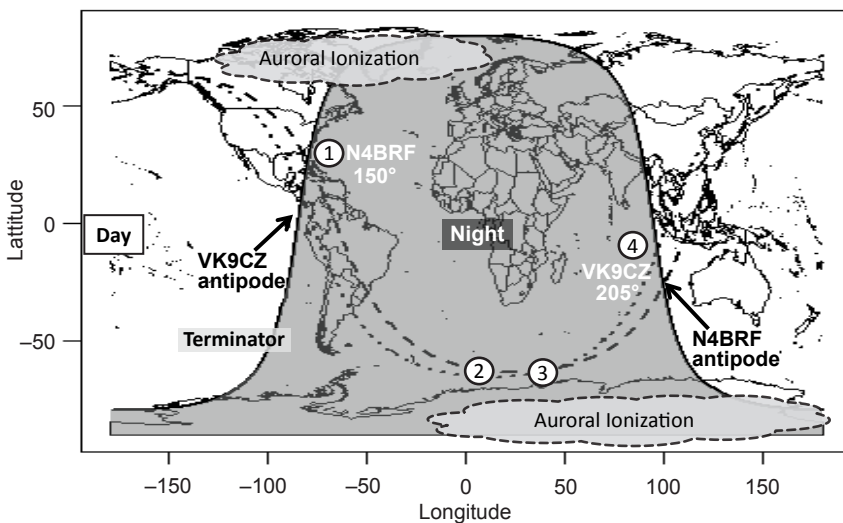 Auroral Ionization
50
1 N4BRF
150°
Lattitude
0
Day
Night
4
VK9CZ
antipode
VK9CZ
205°
Terminator
N4BRF
antipode
–50
2
3
Auroral Ionization
–150
–100
–50
0
50
100
150
Longitude